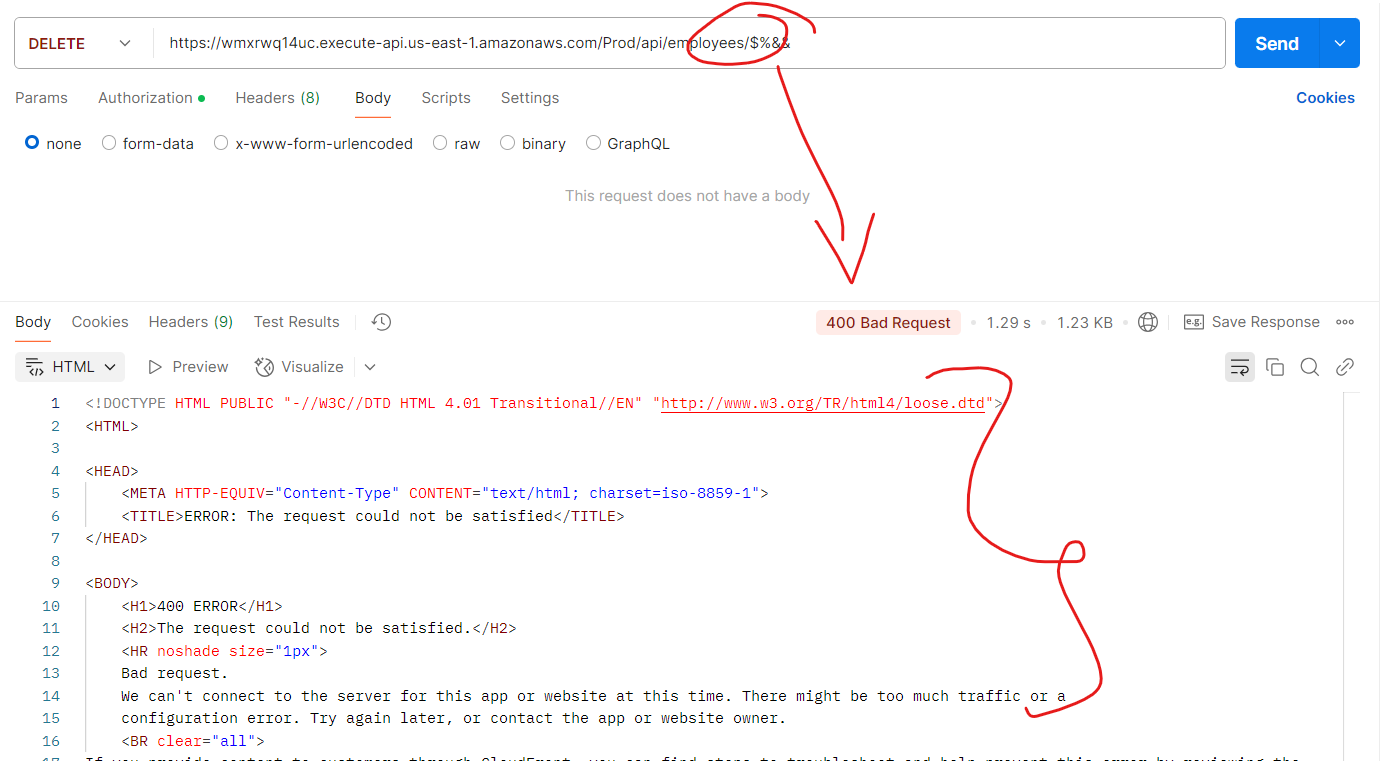 DELETE https://wmxrwq14uc.execute-api.us-east-1.amazonaws.com/Prod/api/employees/$%&& Send
Params Authorization Headers (8) Body Scripts Settings Cookies
none form-data x-www-form-urlencoded raw binary GraphQL
This request does not have a body
Body Cookies Headers (9) Test Results 400 Bad Request 1.29 s 1.23 KB e.g. Save Response
HTML Preview Visualize
1 <!DOCTYPE HTML PUBLIC "-//W3C//DTD HTML 4.01 Transitional//EN" "http://www.w3.org/TR/html4/loose.dtd">
2 <HTML>
3
4 <HEAD>
5 <META HTTP-EQUIV="Content-Type" CONTENT="text/html; charset=iso-8859-1">
6 <TITLE>ERROR: The request could not be satisfied</TITLE>
7 </HEAD>
8
9 <BODY>
10 <H1>400 ERROR</H1>
11 <H2>The request could not be satisfied.</H2>
12 <HR noshade size="1px">
13 Bad request.
14 We can't connect to the server for this app or website at this time. There might be too much traffic or a
15 configuration error. Try again later, or contact the app or website owner.
16 <BR clear="all">